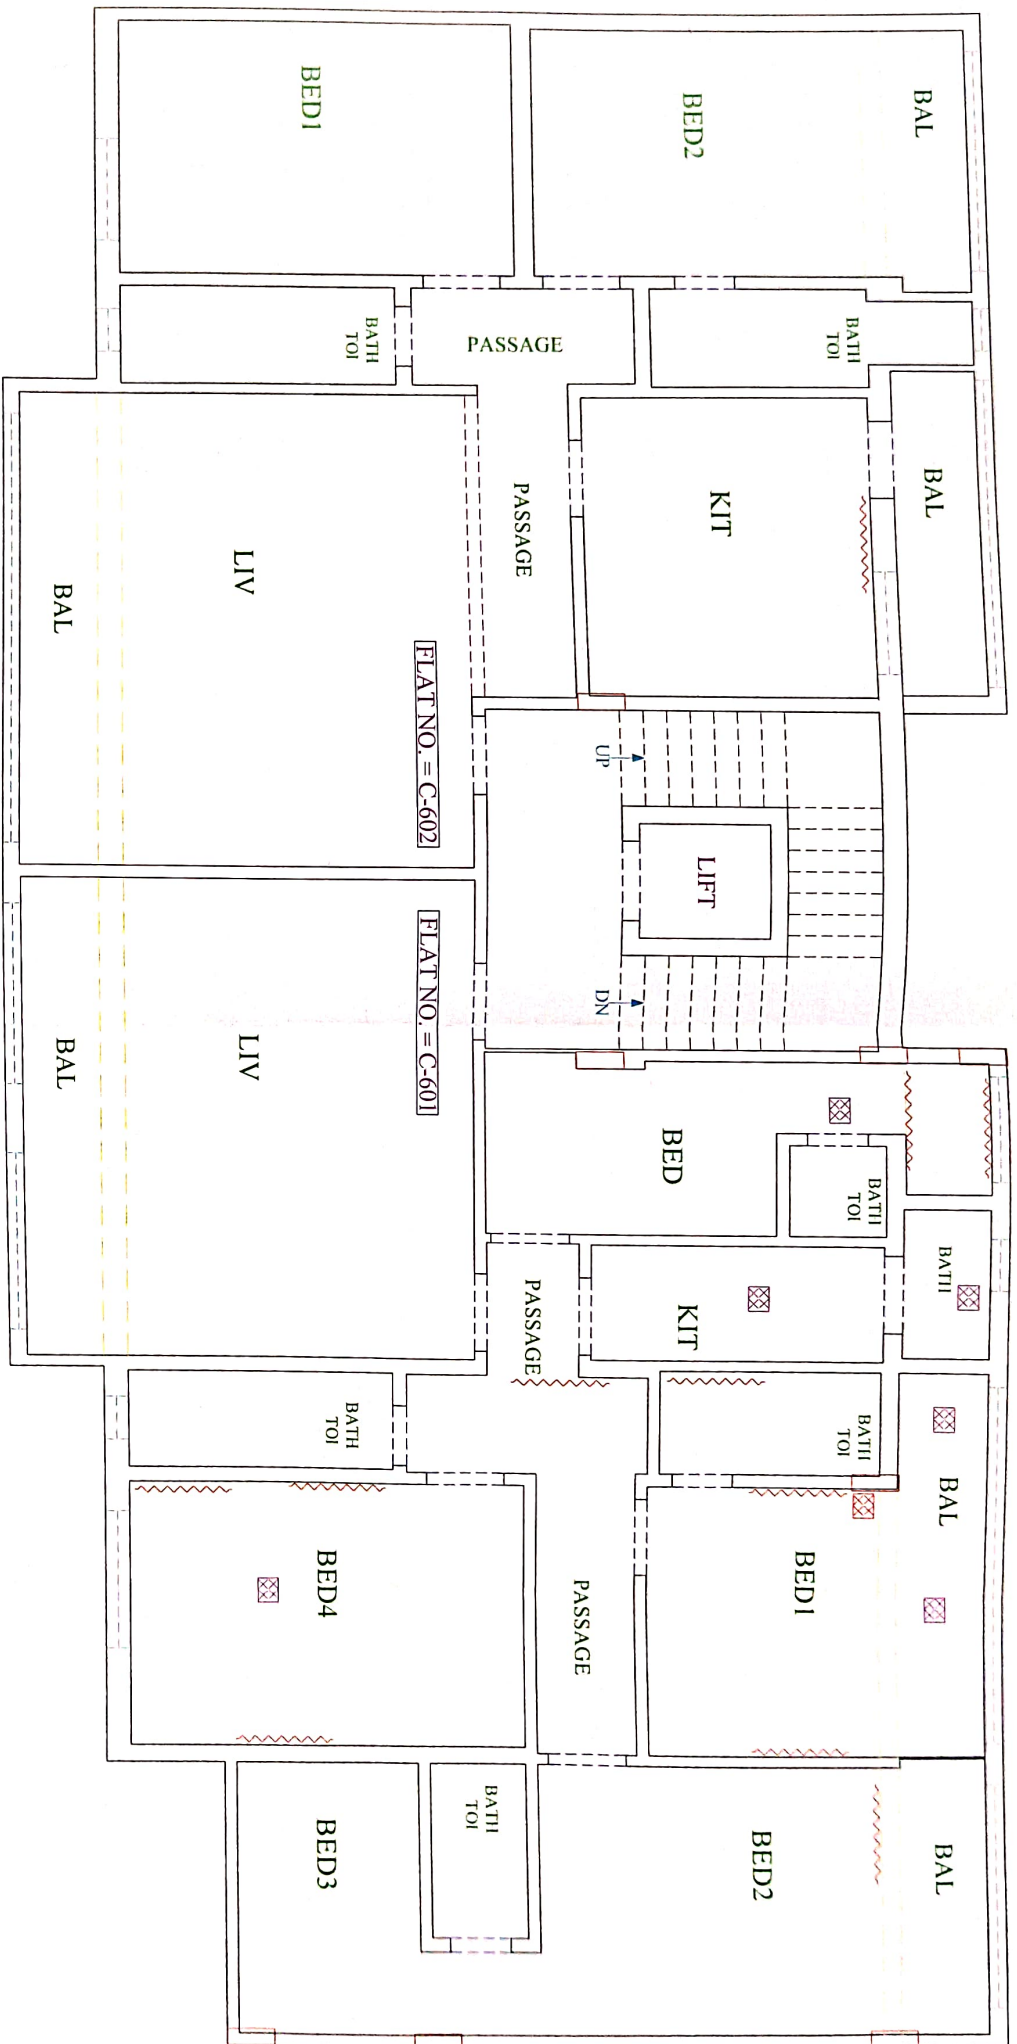 BED1
BED2
BAL
BATH
TOI
PASSAGE
BATH
TOI
BAL
KIT
PASSAGE
LIV
BAL
FLAT NO. = C-602
UP
LIFT
DN
FLAT NO. = C-601
LIV
BAL
BED
BATH
TOI
BATH
KIT
PASSAGE
BATH
TOI
BATH
TOI
BAL
BED1
BED4
PASSAGE
BATH
TOI
BED3
BED2
BAL